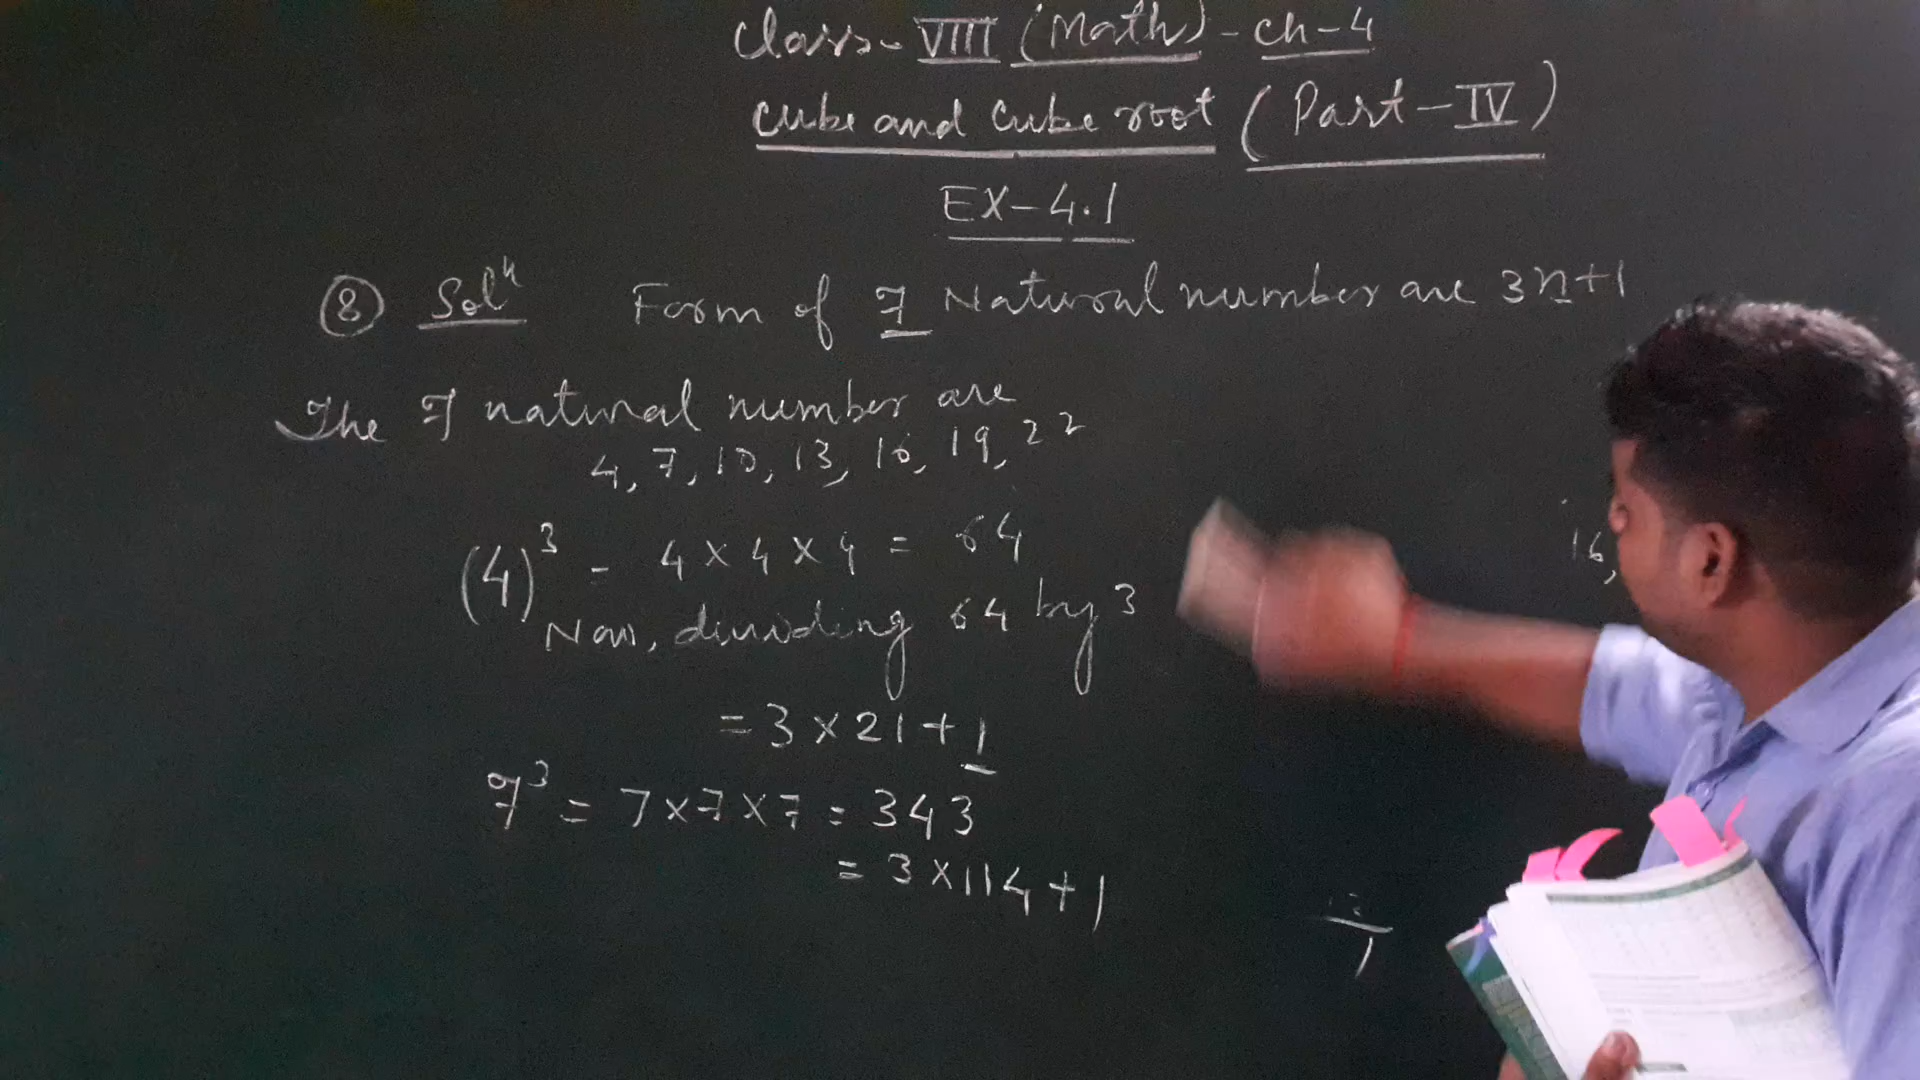 Class-VIII (Math)-Ch-4
Cube and Cube root (Part-IV)
EX-4.1
8 Solⁿ Form of 7 Natural number are 3n+1
The 7 natural number are
4, 7, 10, 13, 16, 19, 22
(4)³ = 4×4×4 = 64
Now, dividing 64 by 3
= 3×21+1
7³ = 7×7×7 = 343
= 3×114+1
16,
1